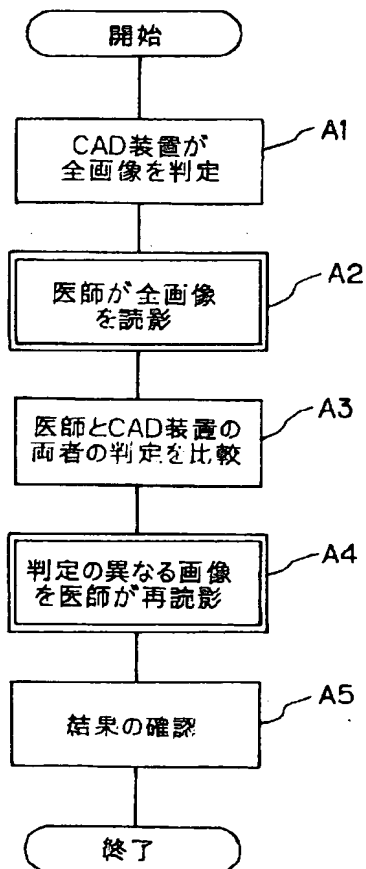 開始
CAD装置が
全画像を判定
A1
医師が全画像
を読影
A2
医師とCAD装置の
両者の判定を比較
A3
判定の異なる画像
を医師が再読影
A4
結果の確認
A5
終了